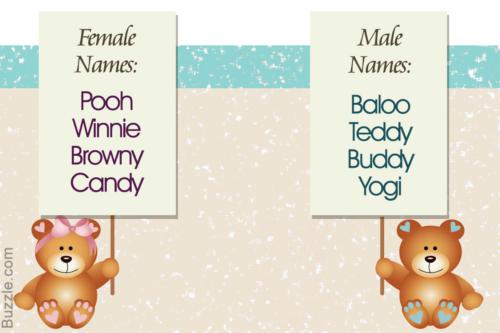 Female
Names:
Pooh
Winnie
Browny
Candy
Male
Names:
Baloo
Teddy
Buddy
Yogi
Buzzle.com